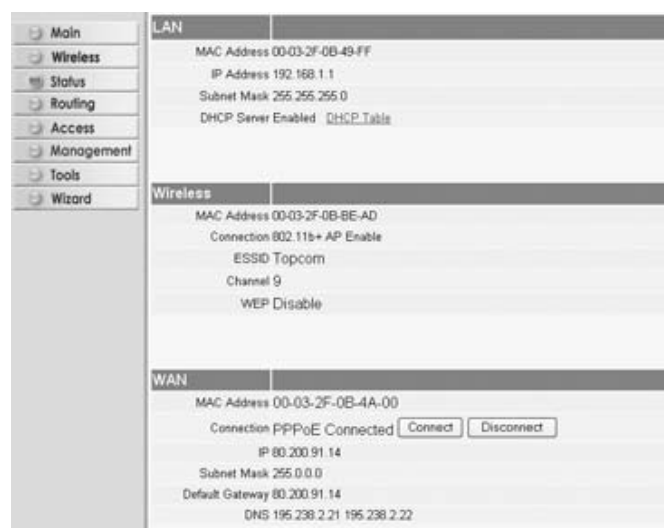 Main
Wireless
Status
Routing
Access
Management
Tools
Wizard
LAN
MAC Address 00-03-2F-0B-49-FF
IP Address 192.168.1.1
Subnet Mask 255.255.255.0
DHCP Server Enabled DHCP Table
Wireless
MAC Address 00-03-2F-0B-BE-AD
Connection 802.11b+ AP Enable
ESSID Topcom
Channel 9
WEP Disable
WAN
MAC Address 00-03-2F-0B-4A-00
Connection PPPoE Connected Connect Disconnect
IP 80.200.91.14
Subnet Mask 255.0.0.0
Default Gateway 80.200.91.14
DNS 195.238.2.21 195.238.2.22